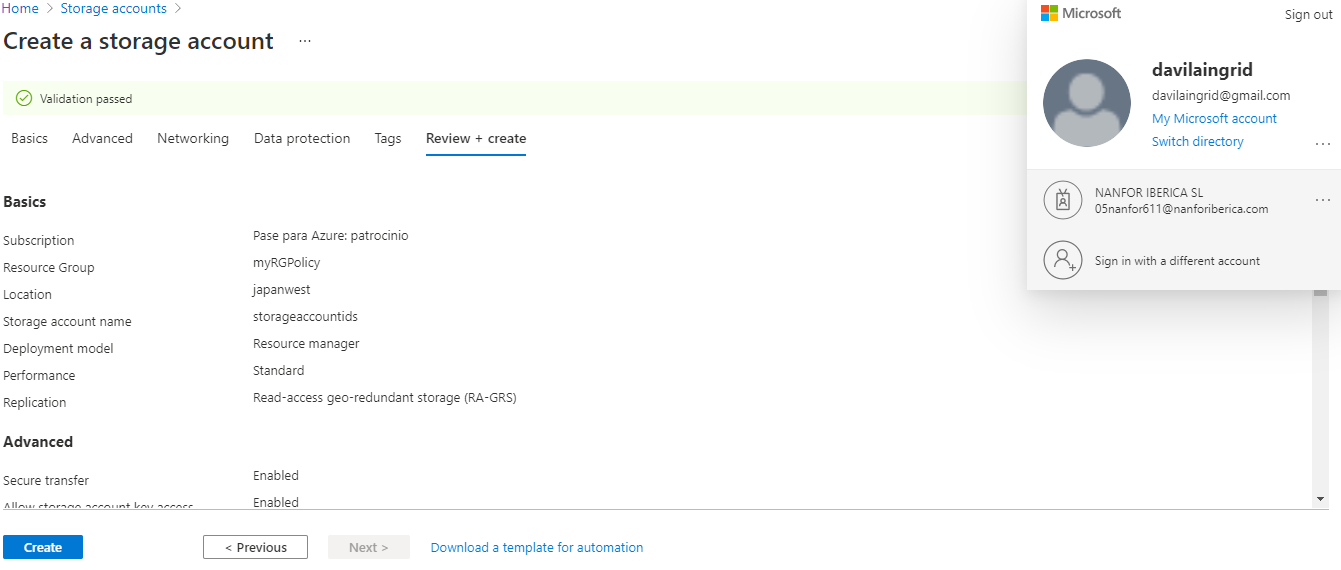 Home > Storage accounts >
Create a storage account ...
Validation passed
Basics Advanced Networking Data protection Tags Review + create
Basics
Subscription Pase para Azure: patrocinio
Resource Group myRGPolicy
Location japanwest
Storage account name storageaccountids
Deployment model Resource manager
Performance Standard
Replication Read-access geo-redundant storage (RA-GRS)
Advanced
Secure transfer Enabled
Allow storage account key access Enabled
Create < Previous Next > Download a template for automation
Microsoft Sign out
davilaingrid
davilaingrid@gmail.com
My Microsoft account
Switch directory ...
NANFOR IBERICA SL ...
05nanfor611@nanforiberica.com
Sign in with a different account